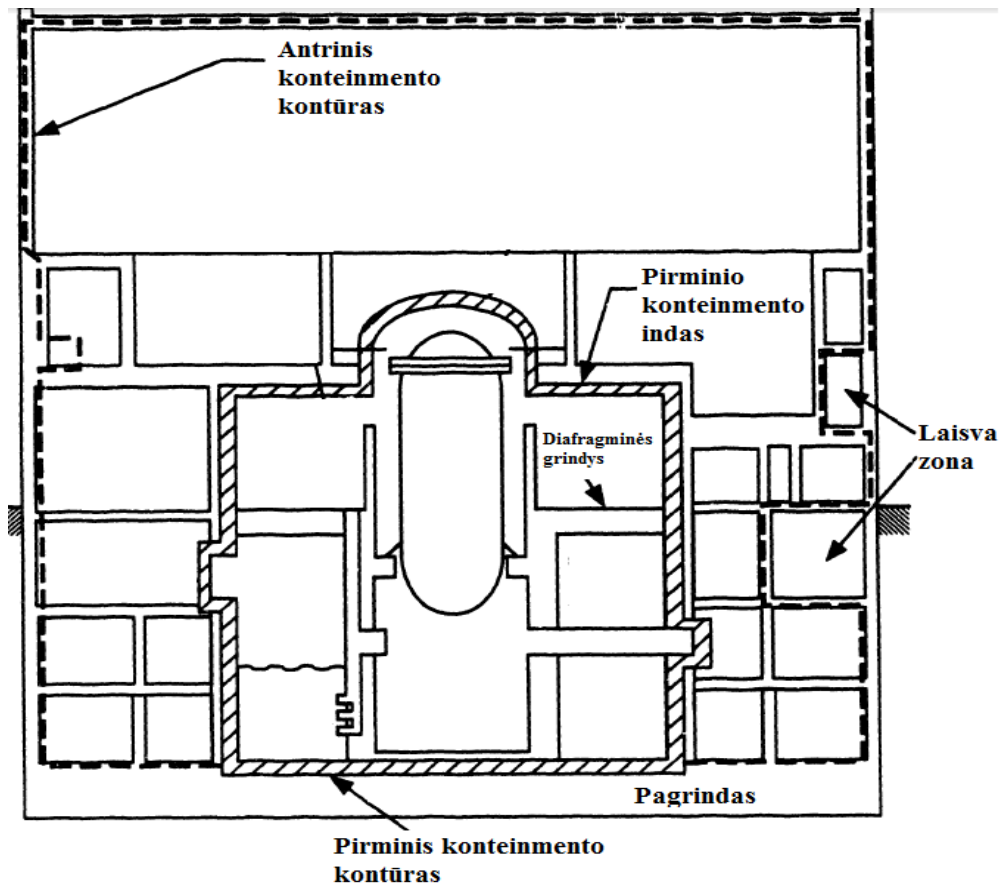 Antrinis
konteinmento
kontūras
Pirminio
konteinmento
indas
Diafragminės
grindys
Laisva
zona
Pagrindas
Pirminis konteinmento
kontūras